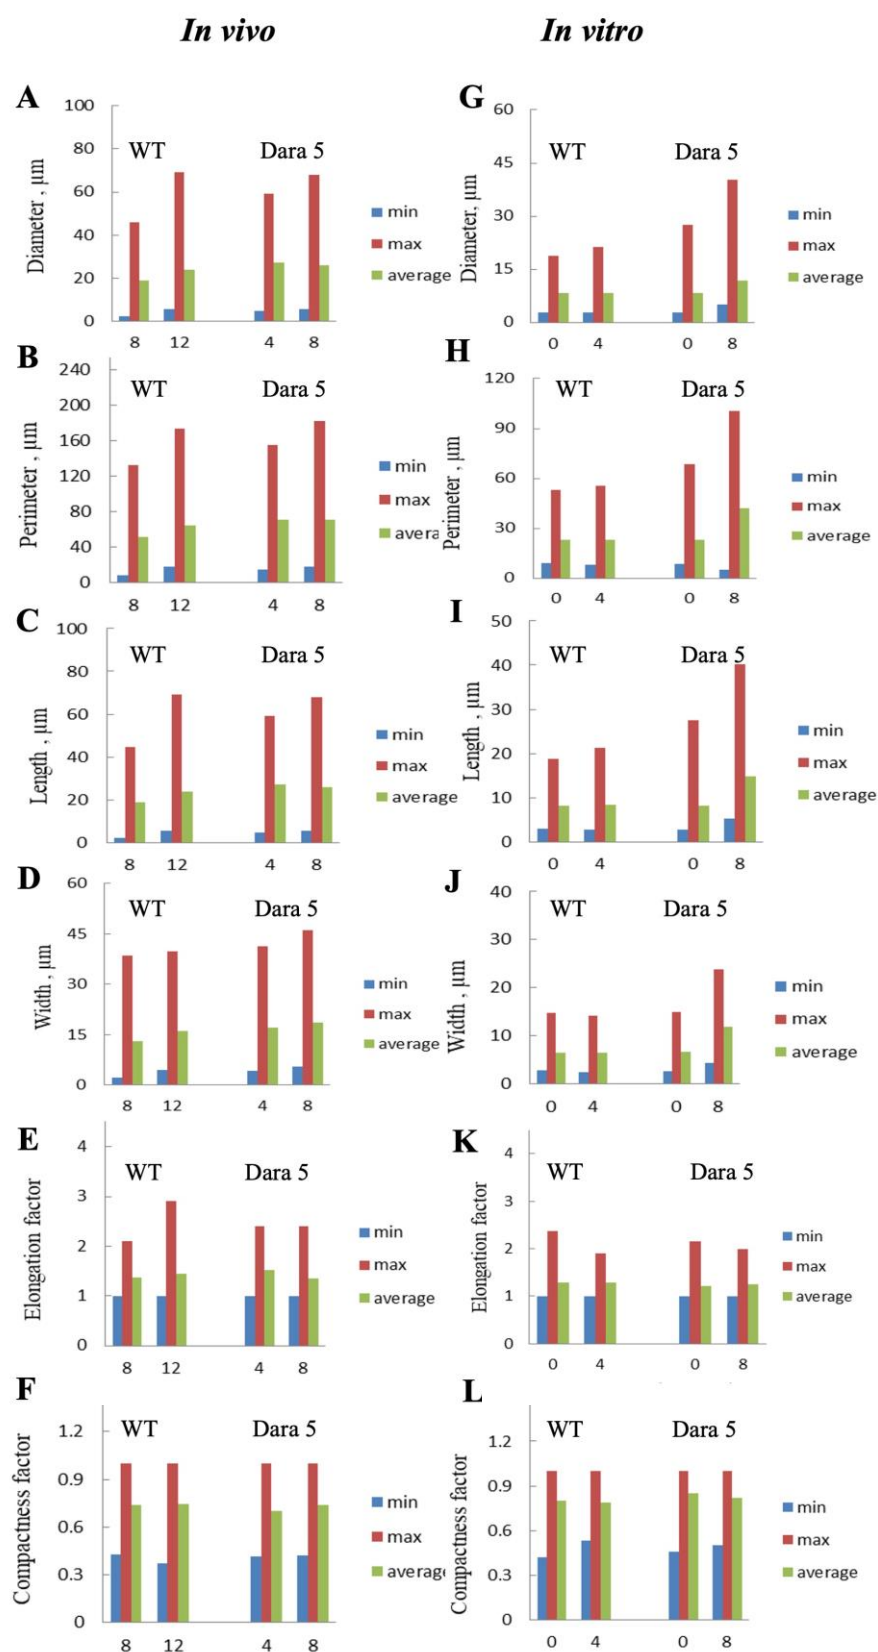 In vivo
In vitro
A
100
80
60
40
20
0
Diameter , μm
WT
Dara 5
min
max
average
8
12
4
8
G
60
45
30
15
0
Diameter, μm
WT
Dara 5
min
max
average
0
4
0
8
B
240
200
160
120
80
40
0
Perimeter , μm
WT
Dara 5
min
max
avera
8
12
4
8
H
120
90
60
30
0
Perimeter , μm
WT
Dara 5
min
max
average
0
4
0
8
C
100
80
60
40
20
0
Length , μm
WT
Dara 5
min
max
average
8
12
4
8
I
50
40
30
20
10
0
Length , μm
WT
Dara 5
min
max
average
0
4
0
8
D
60
45
30
15
0
Width , μm
WT
Dara 5
min
max
average
8
12
4
8
J
40
30
20
10
0
Width , μm
WT
Dara 5
min
max
average
0
4
0
8
E
4
3
2
1
0
Elongation factor
WT
Dara 5
min
max
average
8
12
4
8
K
4
3
2
1
0
Elongation factor
WT
Dara 5
min
max
average
0
4
0
8
F
1.2
0.9
0.6
0.3
0
Compactness factor
WT
Dara 5
min
max
average
8
12
4
8
L
1.2
0.9
0.6
0.3
0
Compactness factor
WT
Dara 5
min
max
average
0
4
0
8